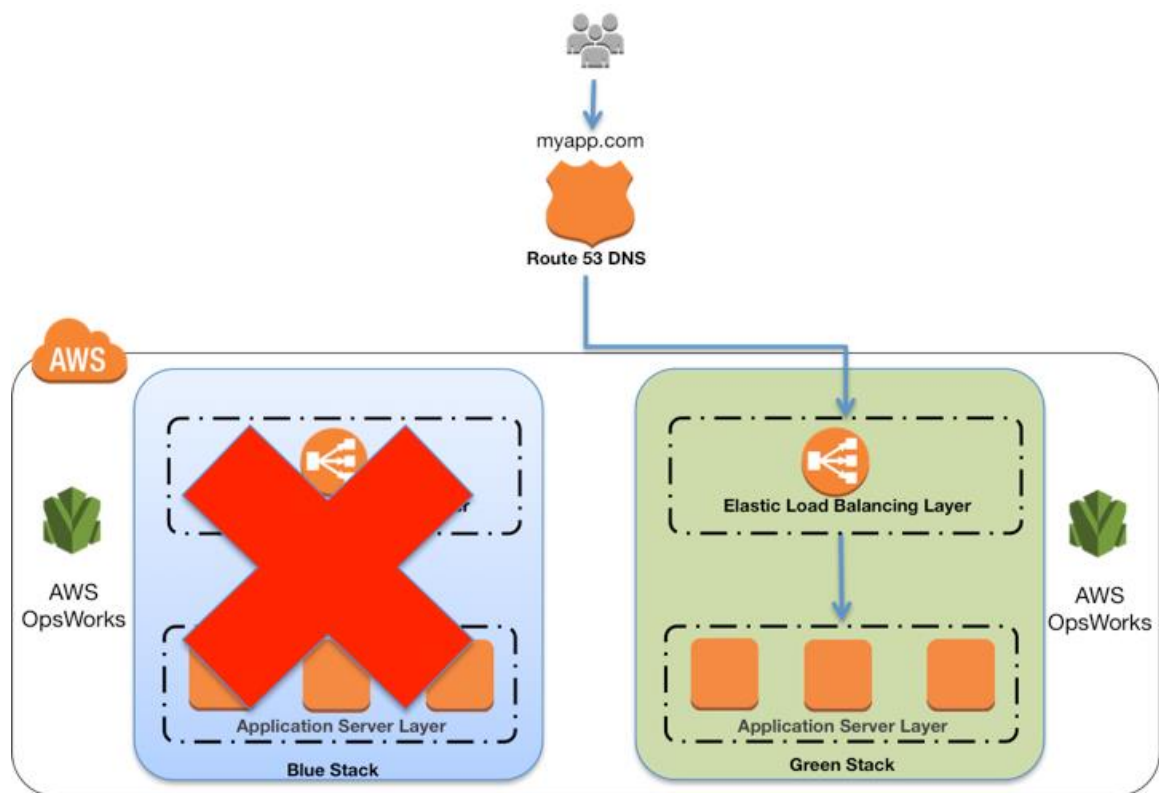 myapp.com
Route 53 DNS
AWS
AWS
OpsWorks
Elastic Load Balancing Layer
AWS
OpsWorks
Application Server Layer
Blue Stack
Application Server Layer
Green Stack